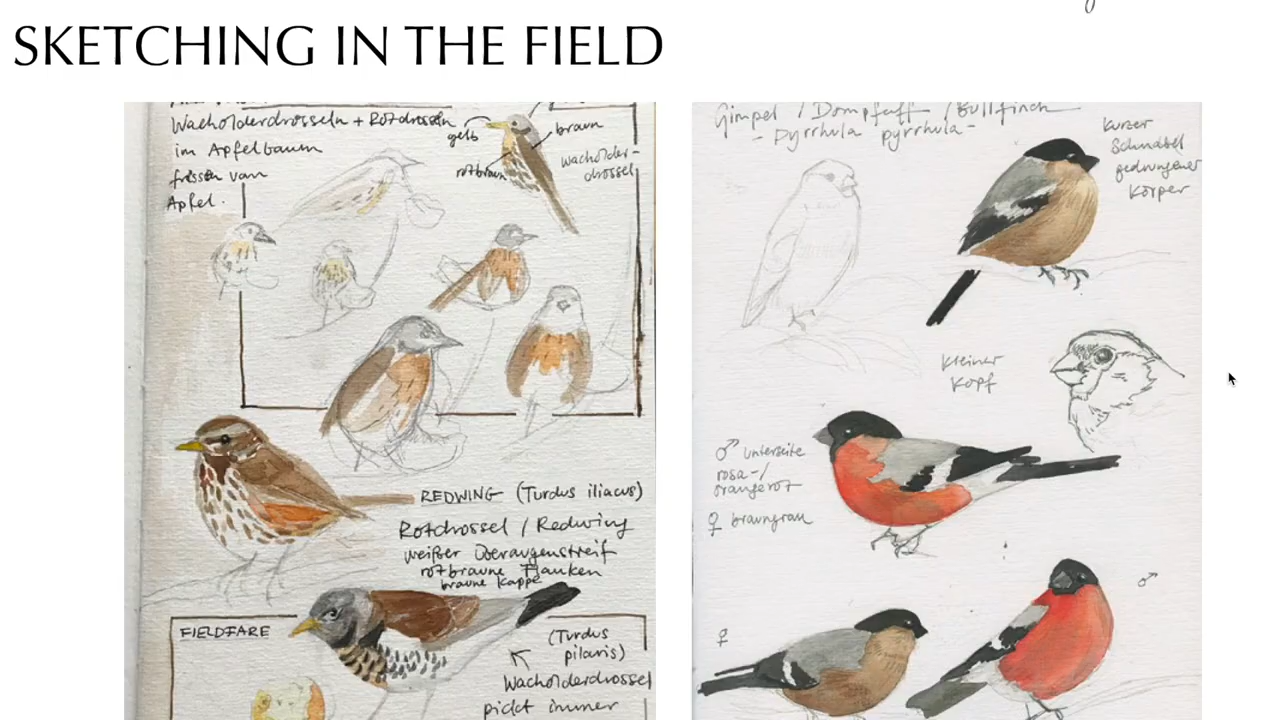 SKETCHING IN THE FIELD
Wacholderdrosseln + Rotdrosseln
im Apfelbaum
fressen vom
Apfel.
gelb
braun
rotbraun
Wacholder-
drossel
REDWING (Turdus iliacus)
Rotdrossel / Redwing
weißer Überaugenstreif
rotbraune Flanken
braune Kappe
FIELDFARE
(Turdus
pilaris)
Wacholderdrossel
pickt immer
Gimpel / Dompfaff / Bullfinch
- Pyrrhula pyrrhula -
kurzer
Schnabel
gedrungener
Körper
kleiner
Kopf
♂ unterseite
rosa-/
orangerot
♀ braungrau
♂
♀